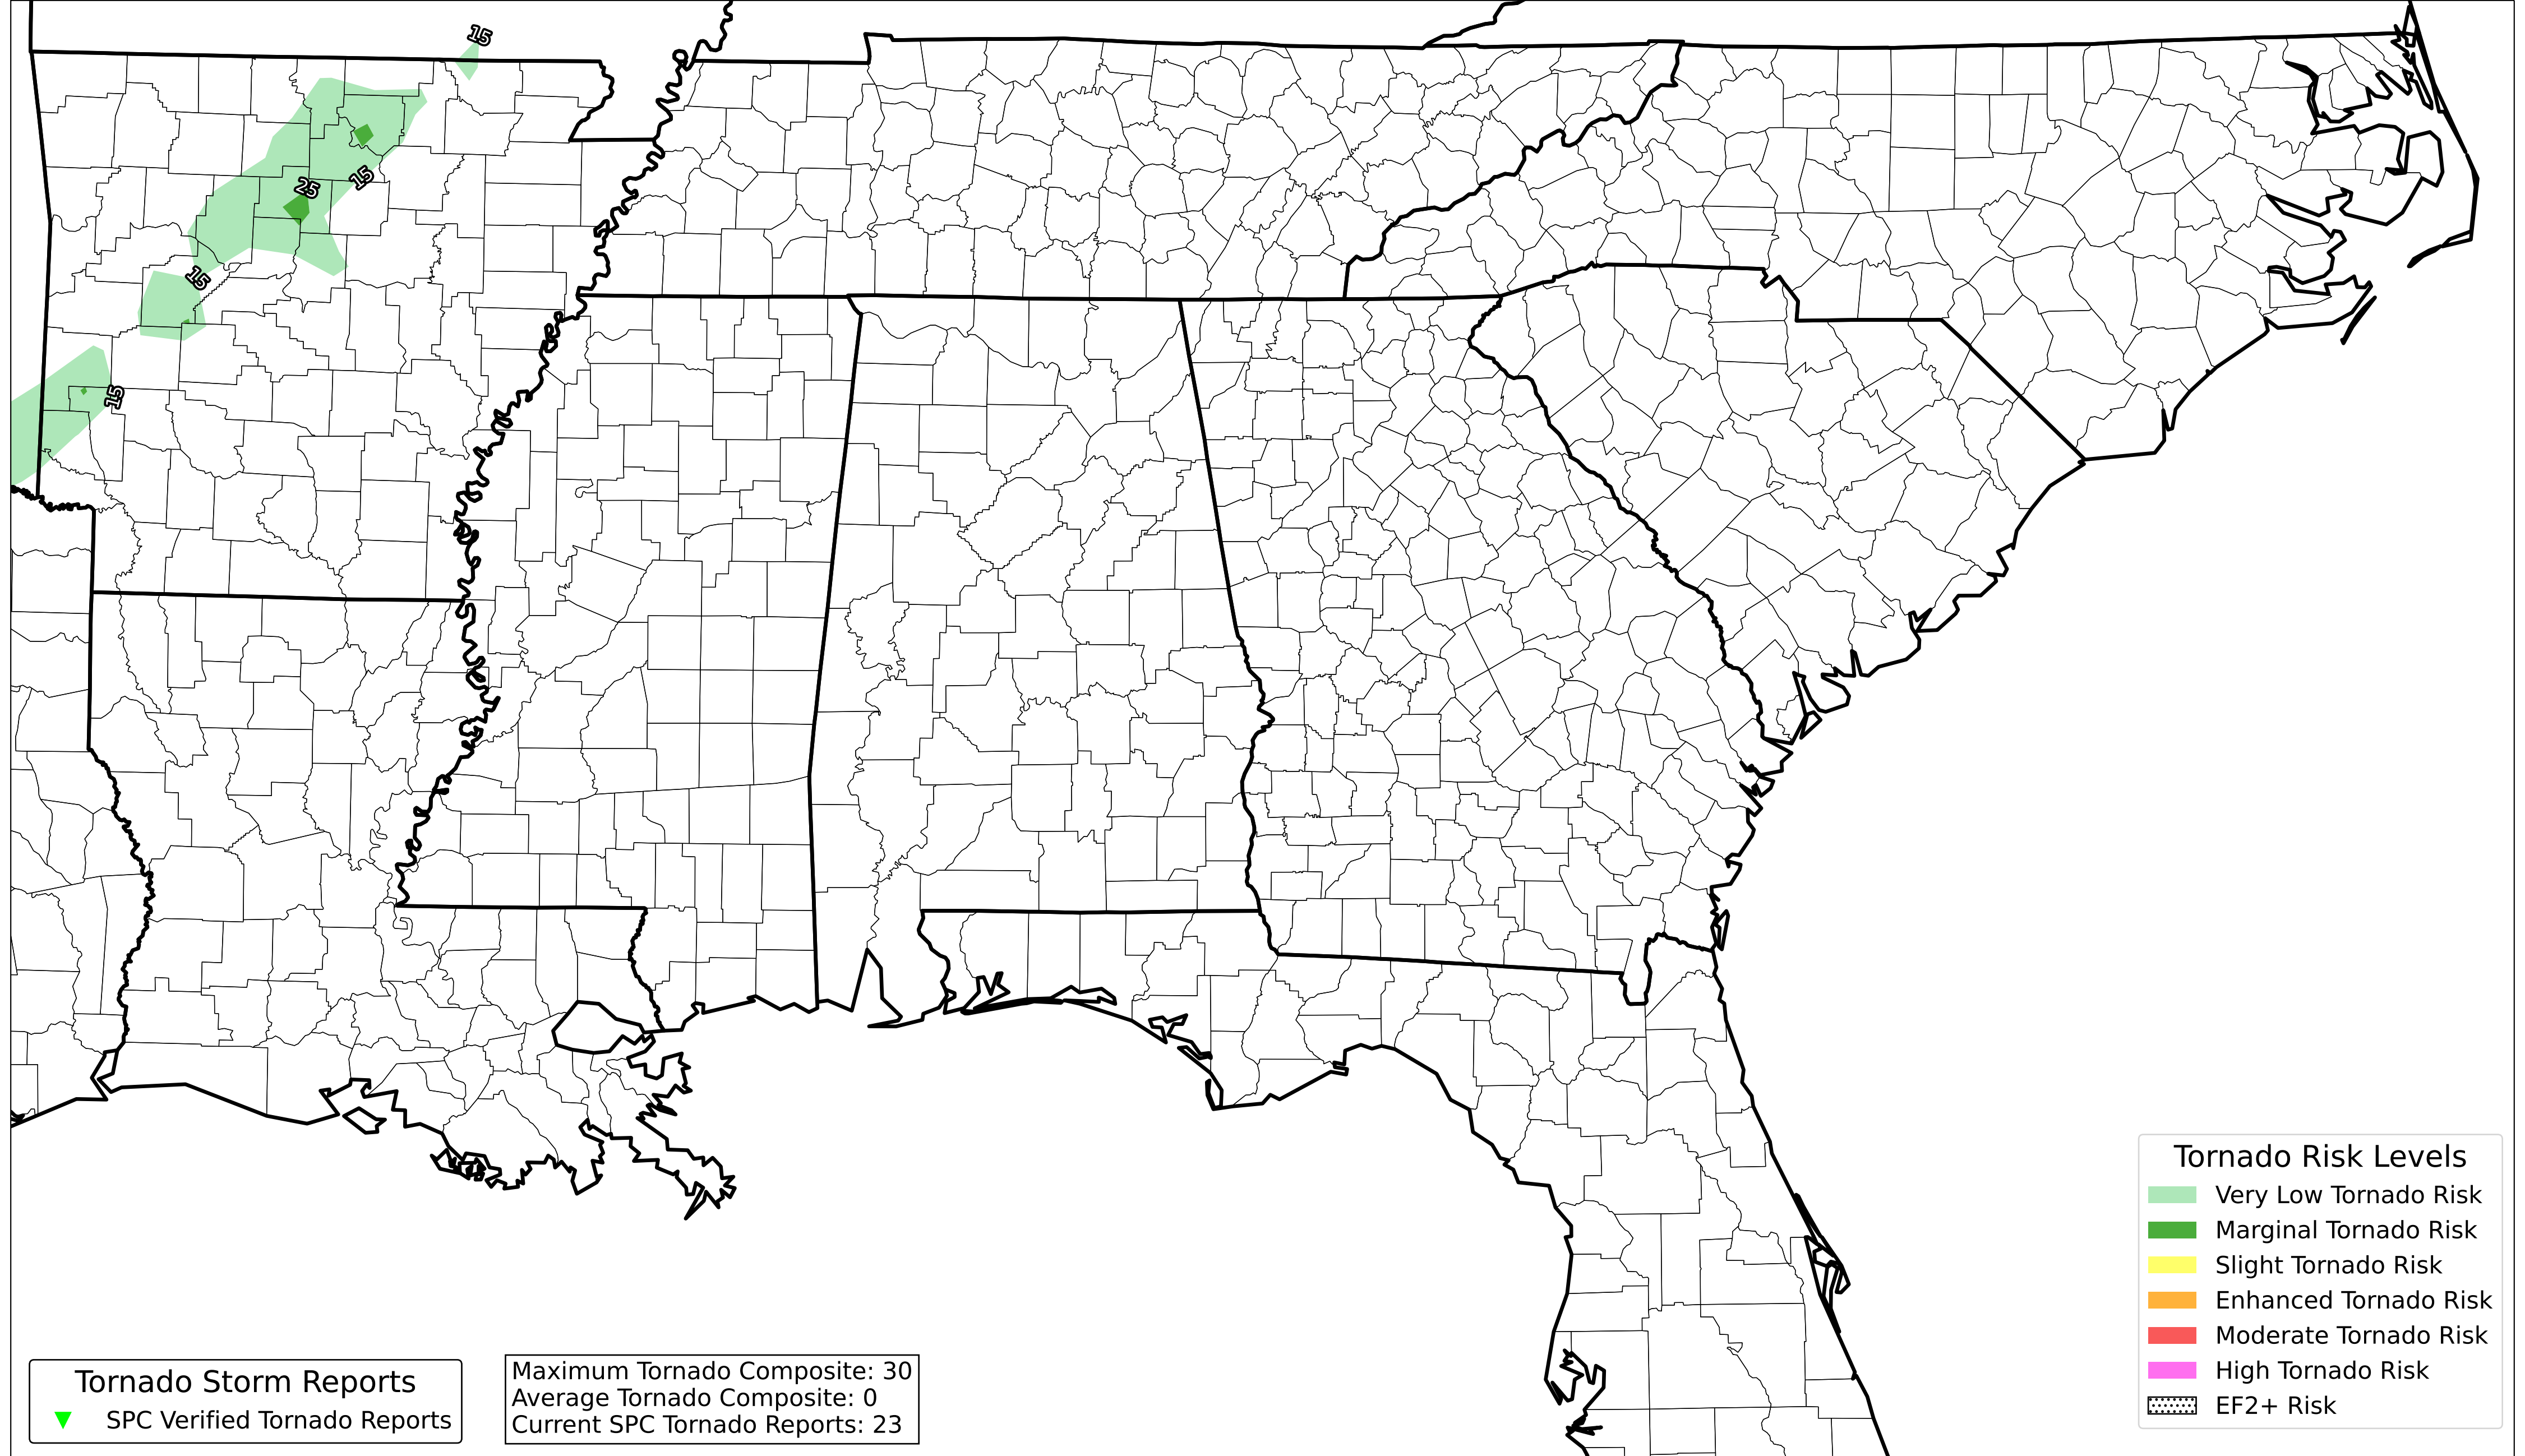 15
25
15
15
15
Tornado Risk Levels
Very Low Tornado Risk
Marginal Tornado Risk
Slight Tornado Risk
Enhanced Tornado Risk
Moderate Tornado Risk
High Tornado Risk
EF2+ Risk
Tornado Storm Reports
SPC Verified Tornado Reports
Maximum Tornado Composite: 30
Average Tornado Composite: 0
Current SPC Tornado Reports: 23